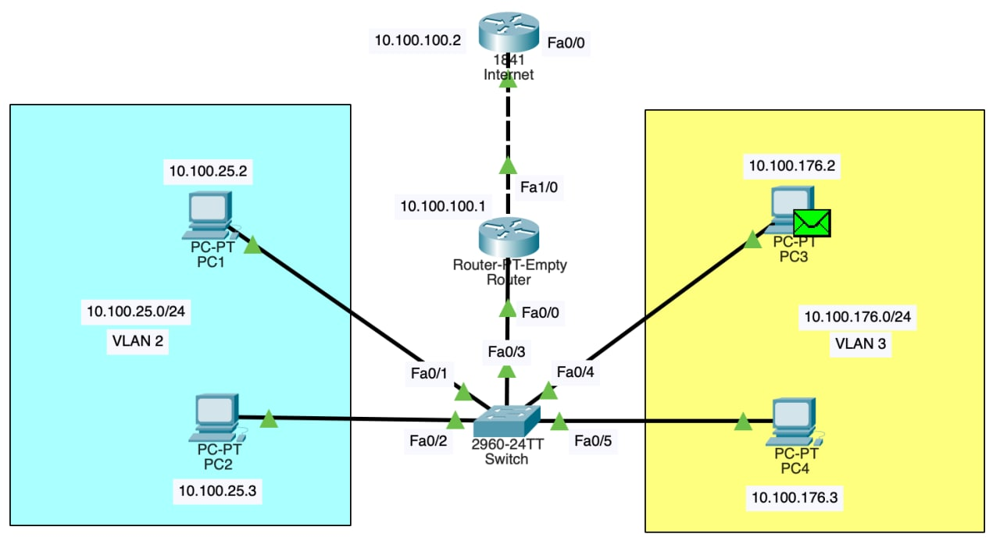 10.100.100.2
Fa0/0
1841
Internet
Fa1/0
10.100.100.1
Router-PT-Empty
Router
Fa0/0
Fa0/3
10.100.25.2
PC-PT
PC1
10.100.25.0/24
VLAN 2
Fa0/1
PC-PT
PC2
10.100.25.3
Fa0/2
2960-24TT
Switch
10.100.176.2
PC-PT
PC3
10.100.176.0/24
VLAN 3
Fa0/4
Fa0/5
PC-PT
PC4
10.100.176.3